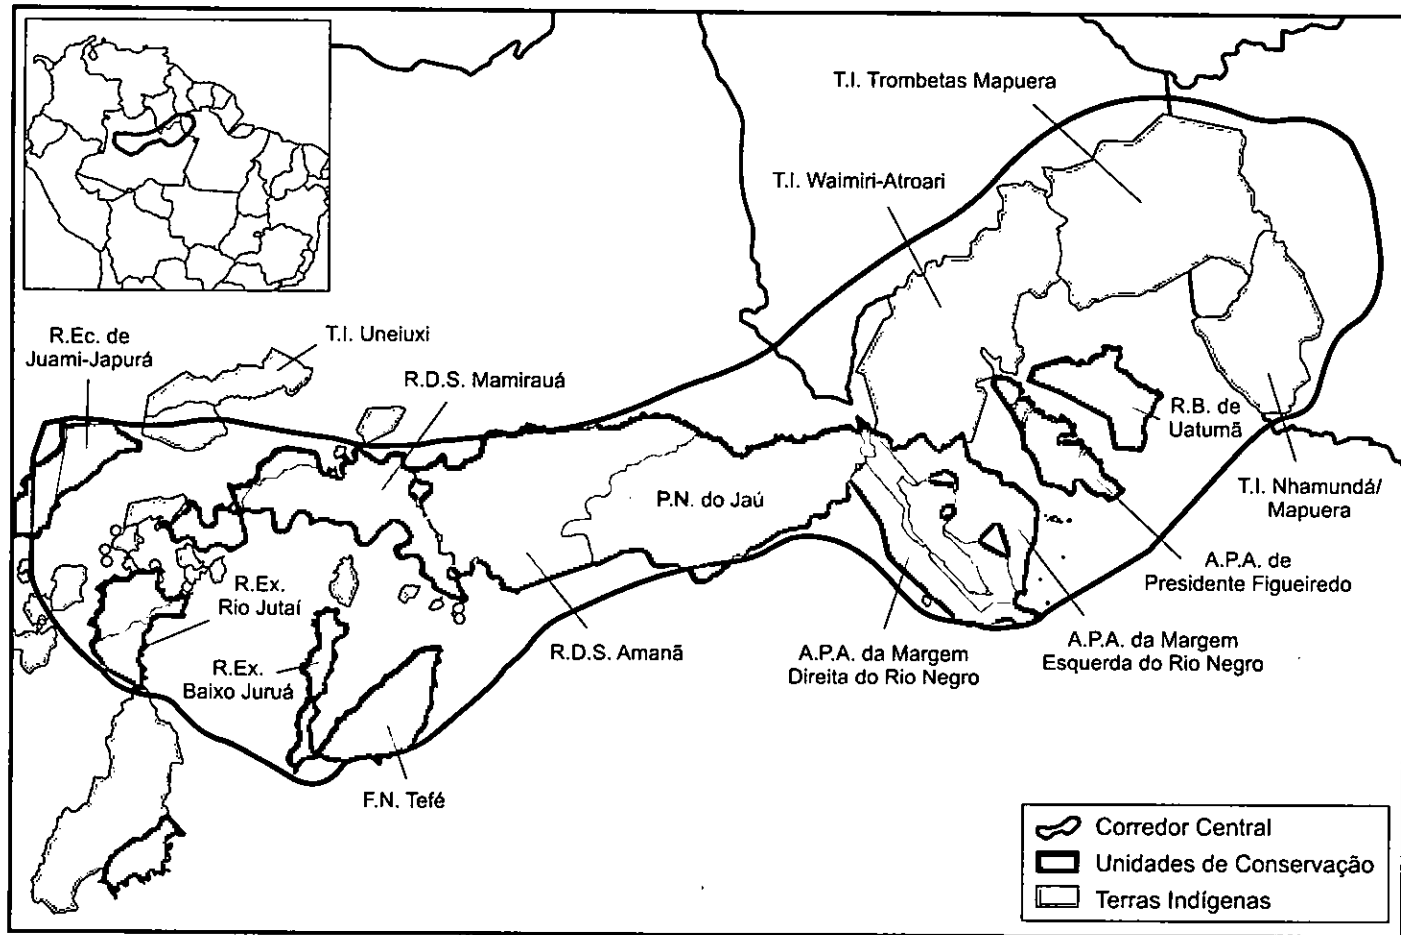 T.I. Trombetas Mapuera
T.I. Waimiri-Atroari
R.Ec. de
Juami-Japurá
T.I. Uneiuxi
R.D.S. Mamirauá
R.B. de
Uatumã
P.N. do Jaú
T.I. Nhamundá/
Mapuera
A.P.A. de
Presidente Figueiredo
R.Ex.
Rio Jutaí
R.Ex.
Baixo Juruá
R.D.S. Amanã
A.P.A. da Margem
Direita do Rio Negro
A.P.A. da Margem
Esquerda do Rio Negro
F.N. Tefé
Corredor Central
Unidades de Conservação
Terras Indígenas